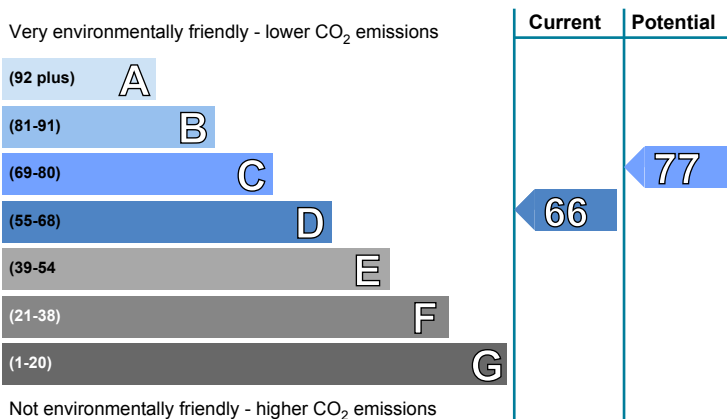 Current Potential
Very environmentally friendly - lower CO2 emissions
(92 plus) A
(81-91) B
(69-80) C
77
(55-68) D
66
(39-54 E
(21-38) F
(1-20) G
Not environmentally friendly - higher CO2 emissions